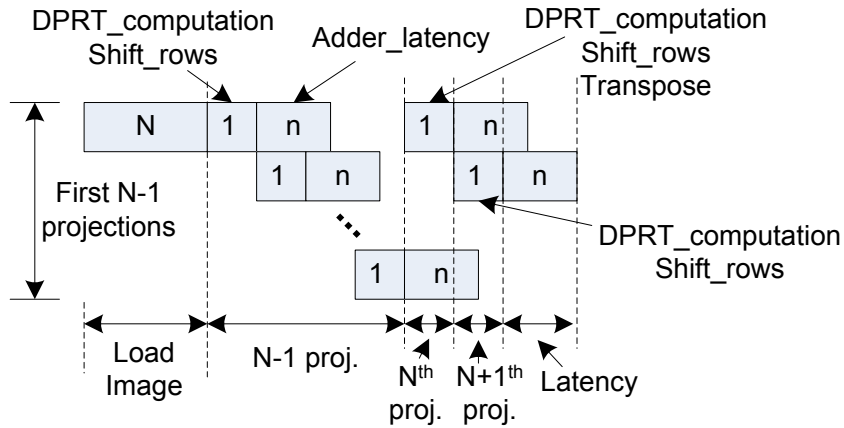 DPRT_computation
Shift_rows
Adder_latency
DPRT_computation
Shift_rows
Transpose
N
1
n
1
n
1
n
1
n
1
n
First N-1
projections
DPRT_computation
Shift_rows
Load
Image
N-1 proj.
Nth
proj.
N+1th
proj.
Latency